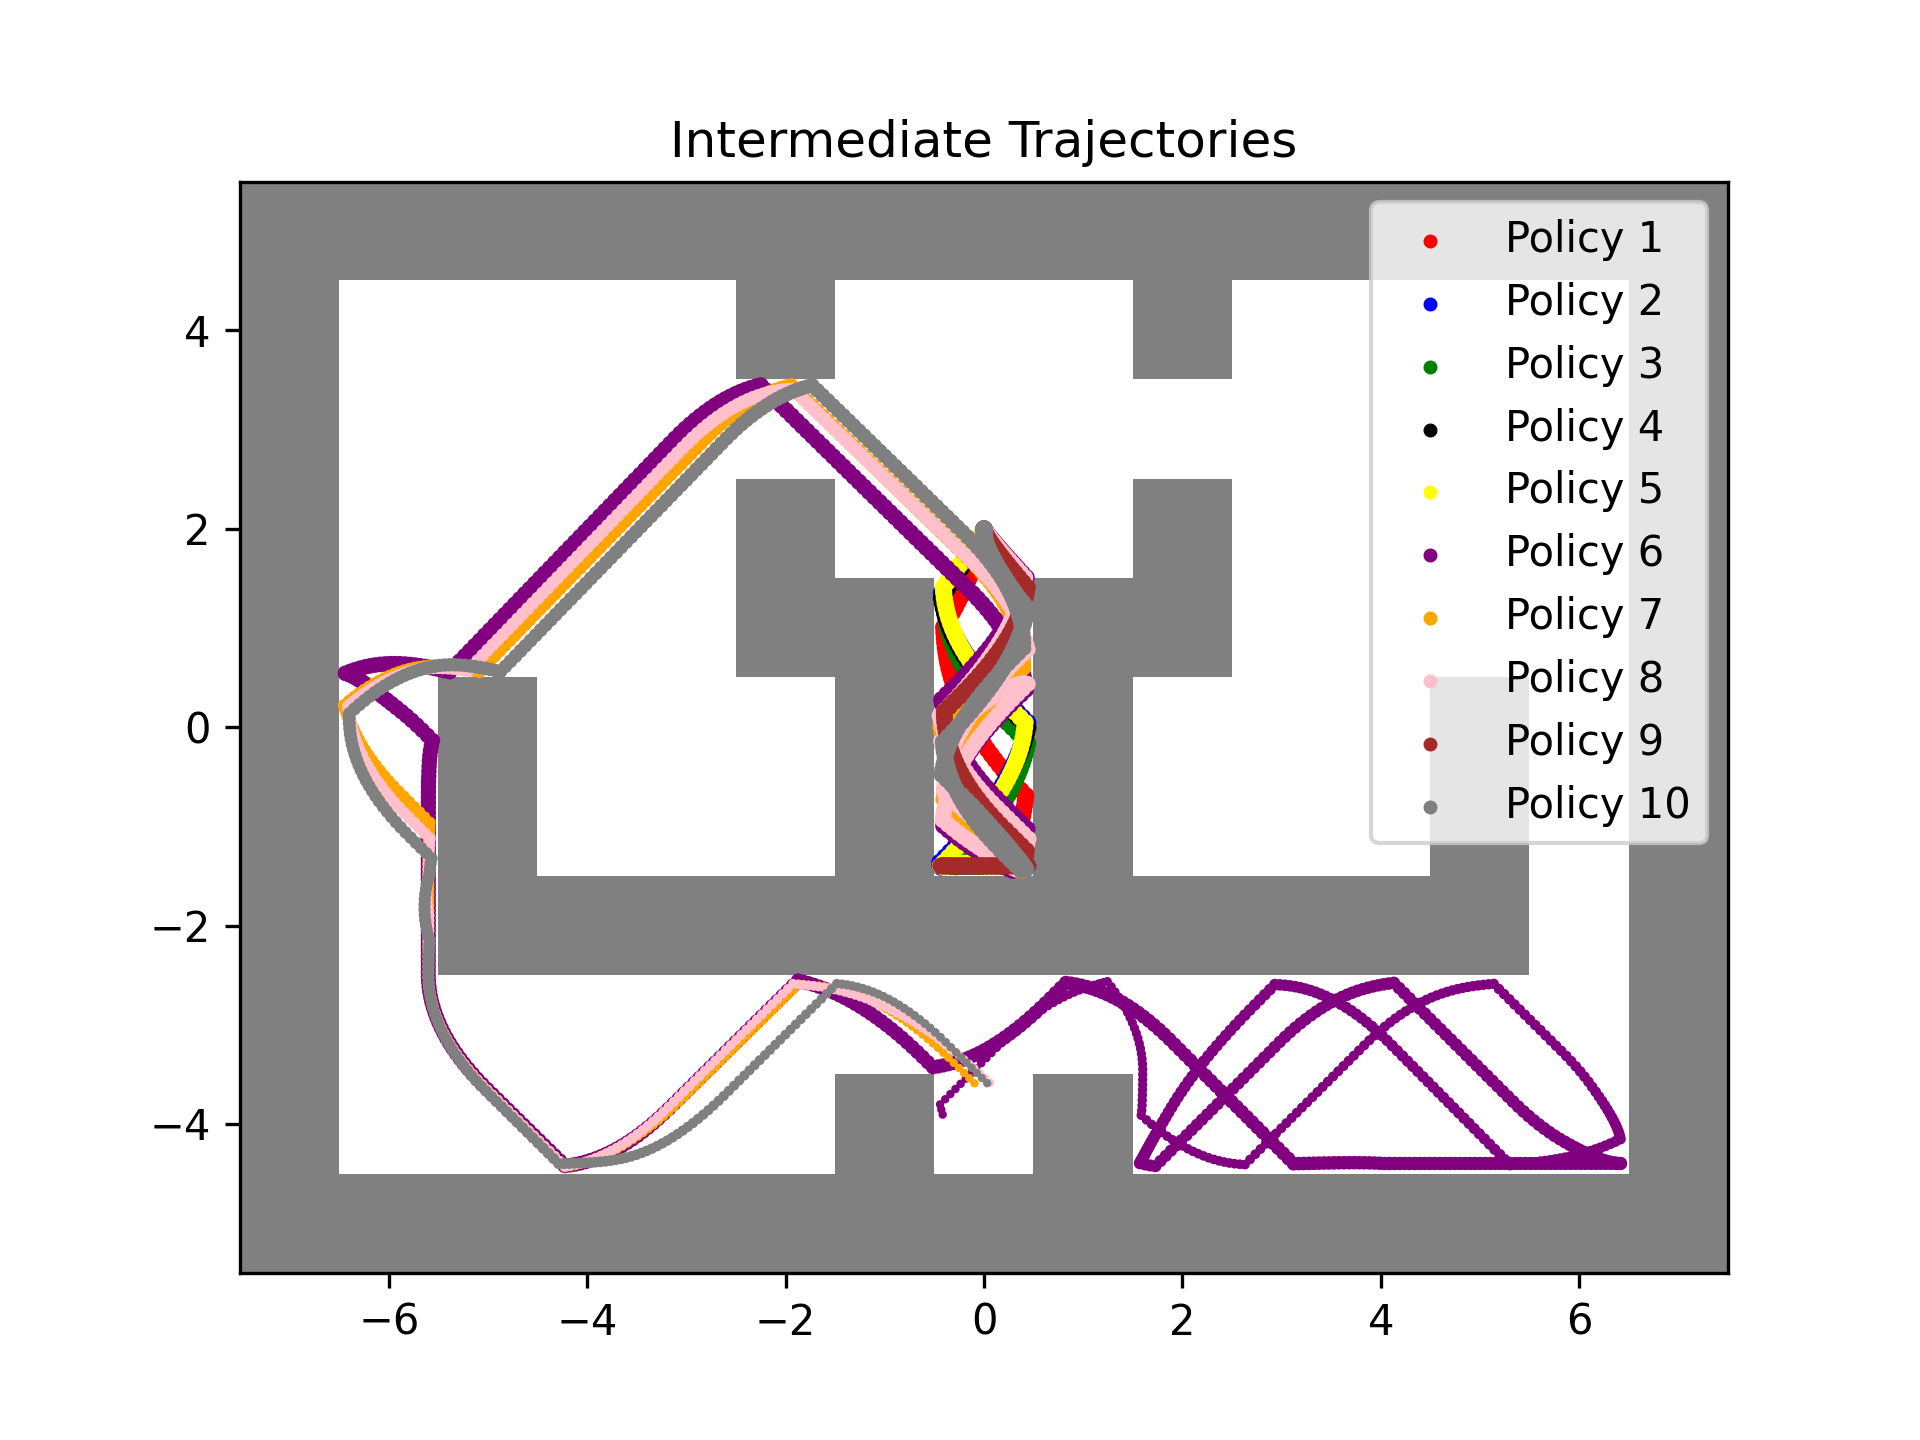 Intermediate Trajectories
Policy 1
Policy 2
Policy 3
Policy 4
Policy 5
Policy 6
Policy 7
Policy 8
Policy 9
Policy 10
4
2
0
−2
−4
−6 −4 −2 0 2 4 6